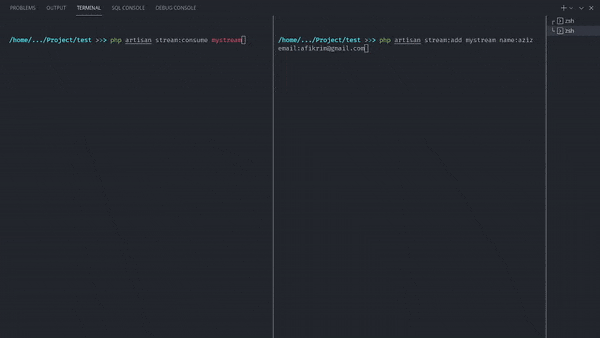 PROBLEMS OUTPUT TERMINAL SQL CONSOLE DEBUG CONSOLE
/home/.../Project/test >>> php artisan stream:consume mystream
/home/.../Project/test >>> php artisan stream:add mystream name:aziz
email:afikrim@gmail.com
zsh
zsh